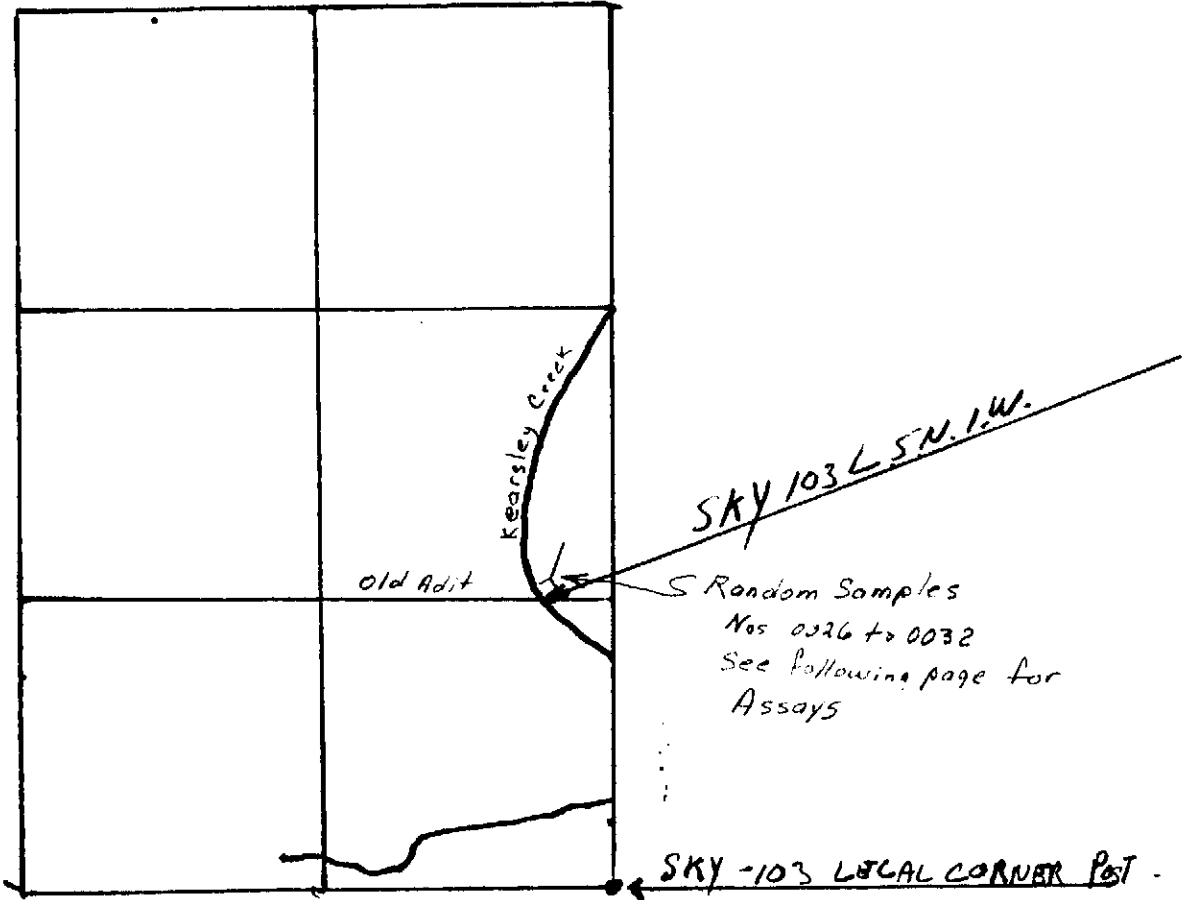 Kearsley Creek
SKY 103 L 5.N. 1.W.
Old Adit
5 Random Samples
Nos 0026 to 0032
See following page for
Assays
SKY-103 LEGAL CORNER POST.